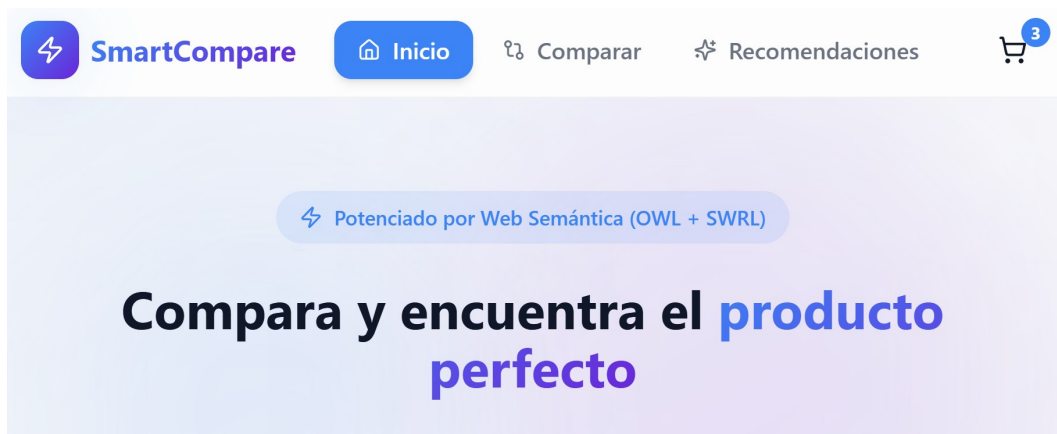 SmartCompare Inicio Comparar Recomendaciones 3
Potenciado por Web Semántica (OWL + SWRL)
Compara y encuentra el producto
perfecto